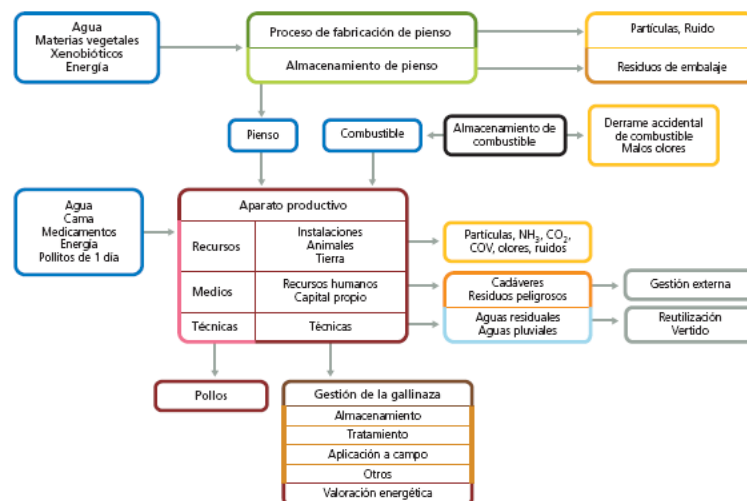 Agua
Materias vegetales
Xenobióticos
Energía
Proceso de fabricación de pienso
Almacenamiento de pienso
Partículas, Ruido
Residuos de embalaje
Pienso
Combustible
Almacenamiento de
combustible
Derrame accidental
de combustible
Malos olores
Agua
Cama
Medicamentos
Energía
Pollitos de 1 día
Aparato productivo
Recursos
Instalaciones
Animales
Tierra
Medios
Recursos humanos
Capital propio
Técnicas
Técnicas
Partículas, NH₃, CO₂,
COV, olores, ruidos
Cadáveres
Residuos peligrosos
Aguas residuales
Aguas pluviales
Gestión externa
Reutilización
Vertido
Pollos
Gestión de la gallinaza
Almacenamiento
Tratamiento
Aplicación a campo
Otros
Valoración energética